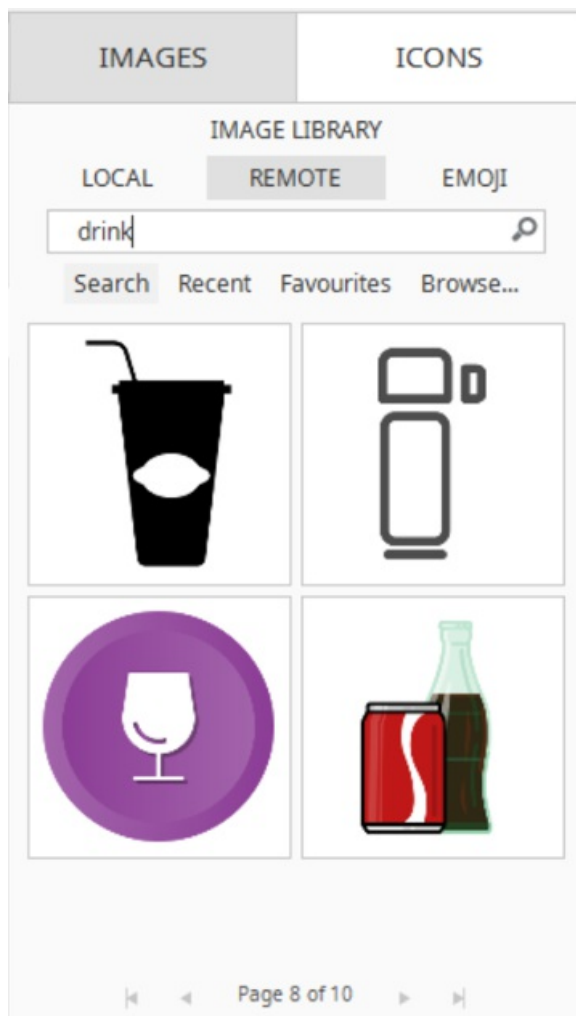 IMAGES ICONS
IMAGE LIBRARY
LOCAL REMOTE EMOJI
drink
Search Recent Favourites Browse...
Page 8 of 10